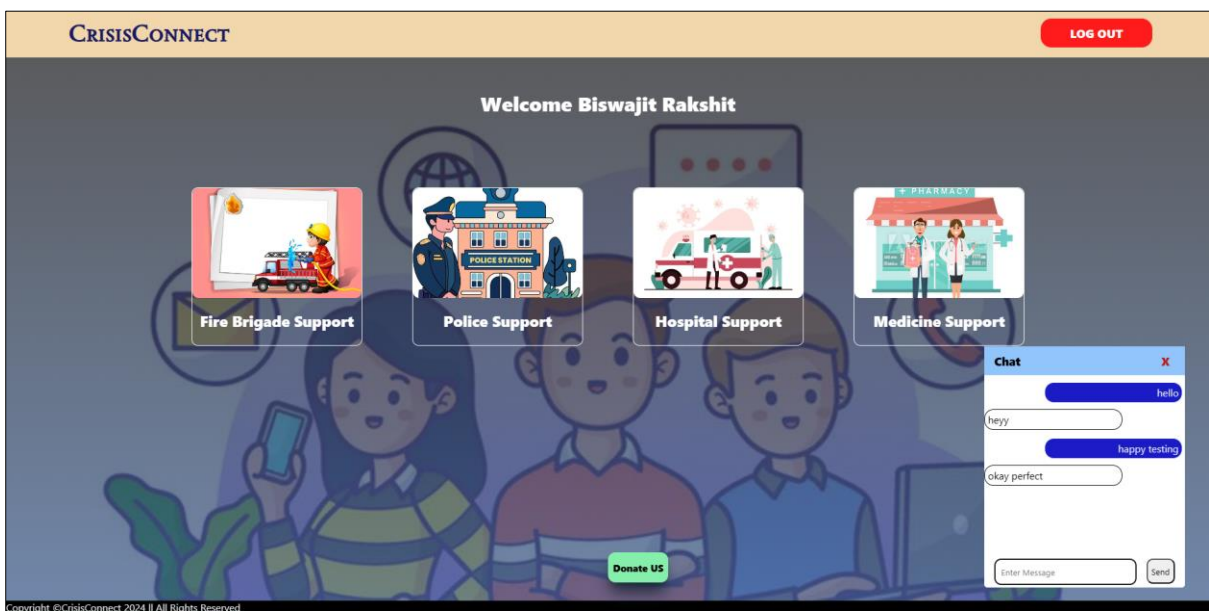 CRISISCONNECT
LOG OUT
Welcome Biswajit Rakshit
+ PHARMACY
POLICE STATION
Fire Brigade Support
Police Support
Hospital Support
Medicine Support
Chat X
hello
heyy
happy testing
okay perfect
Donate US
Enter Message
Send
Copyright ©CrisisConnect 2024 || All Rights Reserved